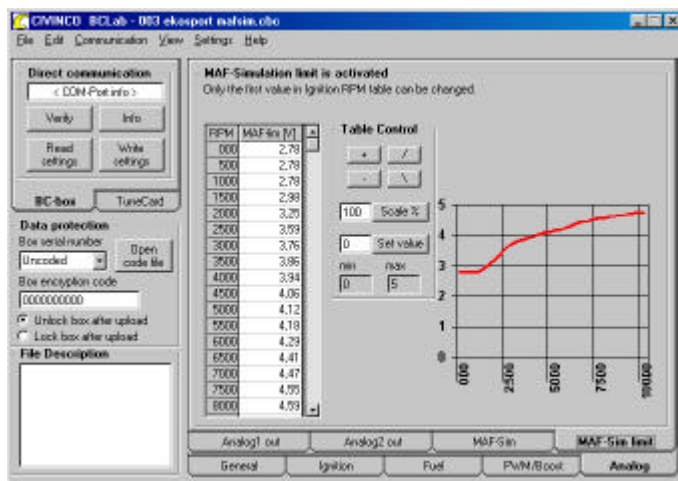 CIVINCO BCLab - 003 ekosport mafsim.cbc
File Edit Communication View Settings Help
Direct communication
< COM-Port info >
Verify Info
Read settings Write settings
BC-box TuneCard
Data protection
Box serial number
Uncoded
Open code file
Box encryption code
0000000000
Unlock box after upload
Lock box after upload
File Description
MAF-Simulation limit is activated
Only the first value in Ignition RPM table can be changed.
RPM MAF-lim [V]
000 2,78
500 2,78
1000 2,78
1500 2,98
2000 3,25
2500 3,59
3000 3,76
3500 3,86
4000 3,94
4500 4,06
5000 4,12
5500 4,18
6000 4,29
6500 4,41
7000 4,47
7500 4,55
8000 4,59
Table Control
+ /
- \
100 Scale %
0 Set value
min max
0 5
5
4
3
2
1
0
000 2500 5000 7500 10000
Analog1 out Analog2 out MAF-Sim MAF-Sim limit
General Ignition Fuel PWM/Boost Analog